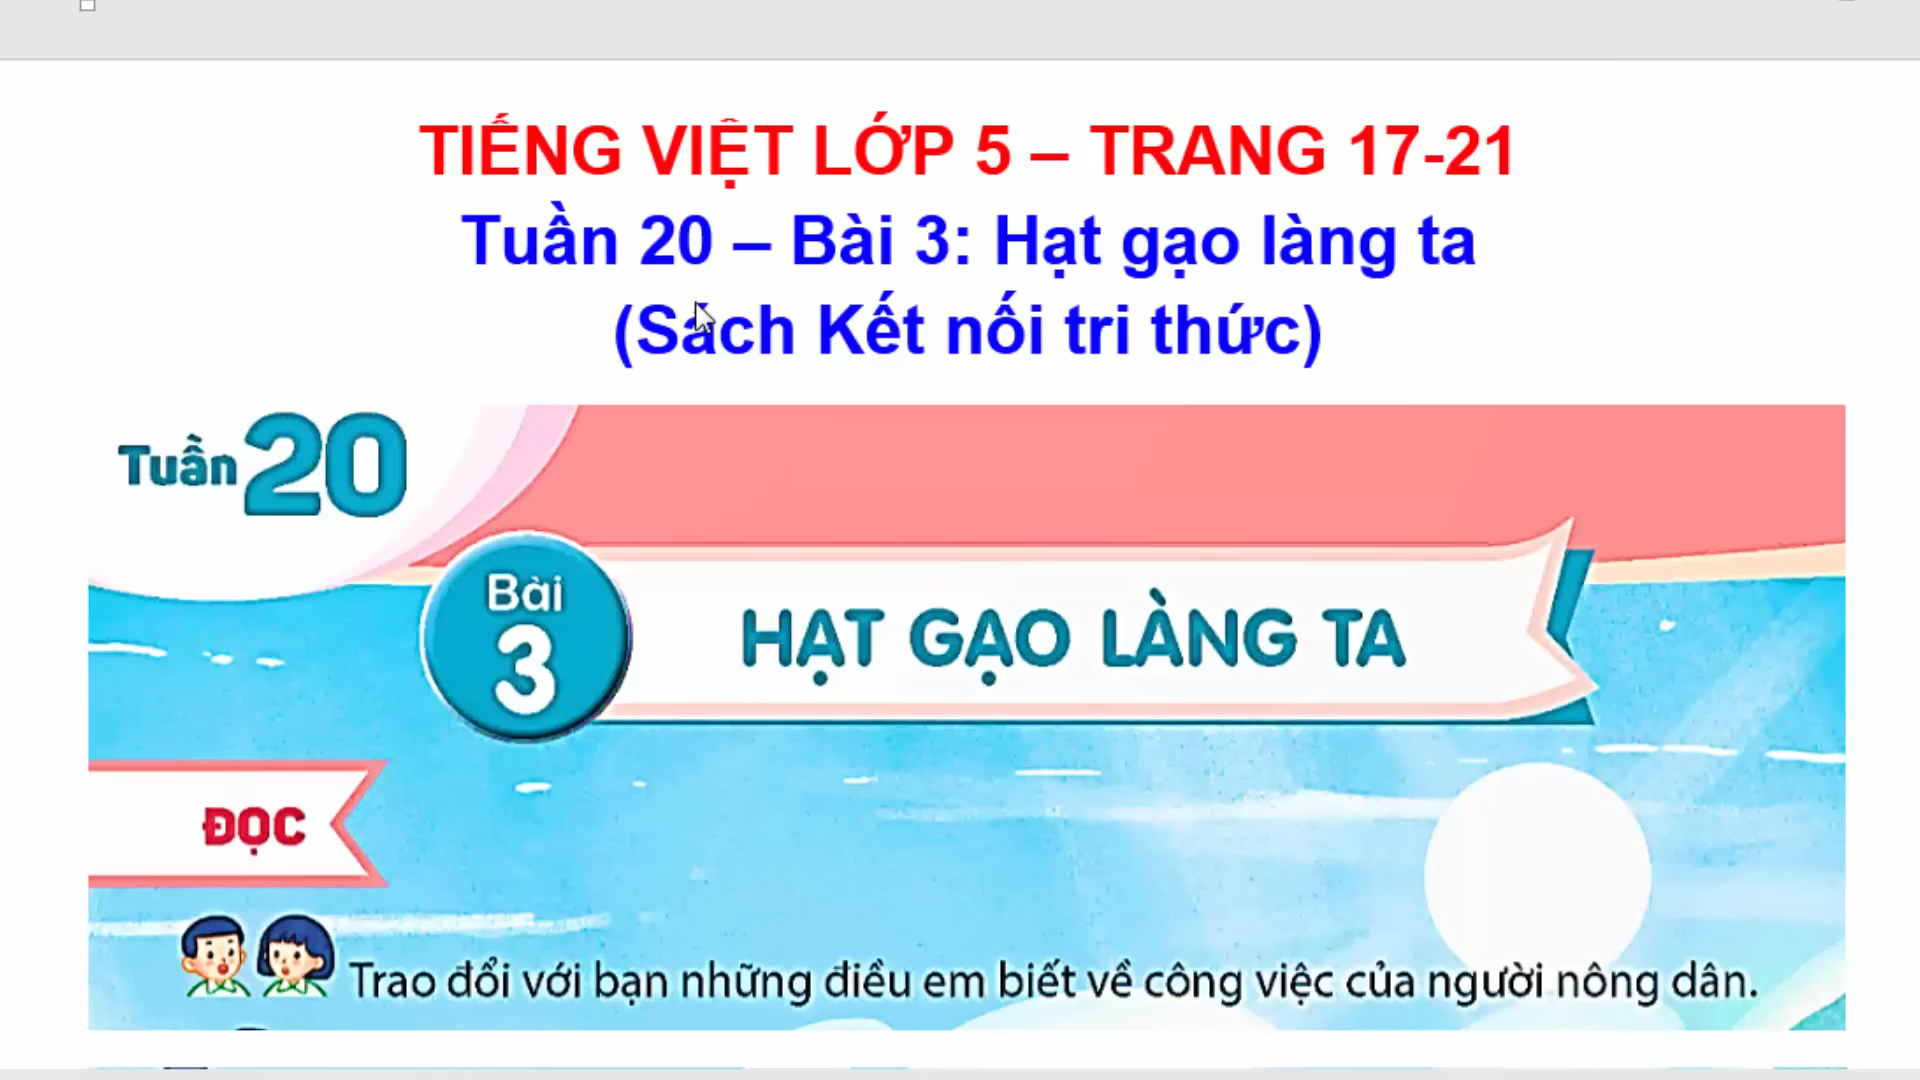 TIẾNG VIỆT LỚP 5 – TRANG 17-21
Tuần 20 – Bài 3: Hạt gạo làng ta
(Sách Kết nối tri thức)
Tuần 20
Bài 3
HẠT GẠO LÀNG TA
ĐỌC
Trao đổi với bạn những điều em biết về công việc của người nông dân.